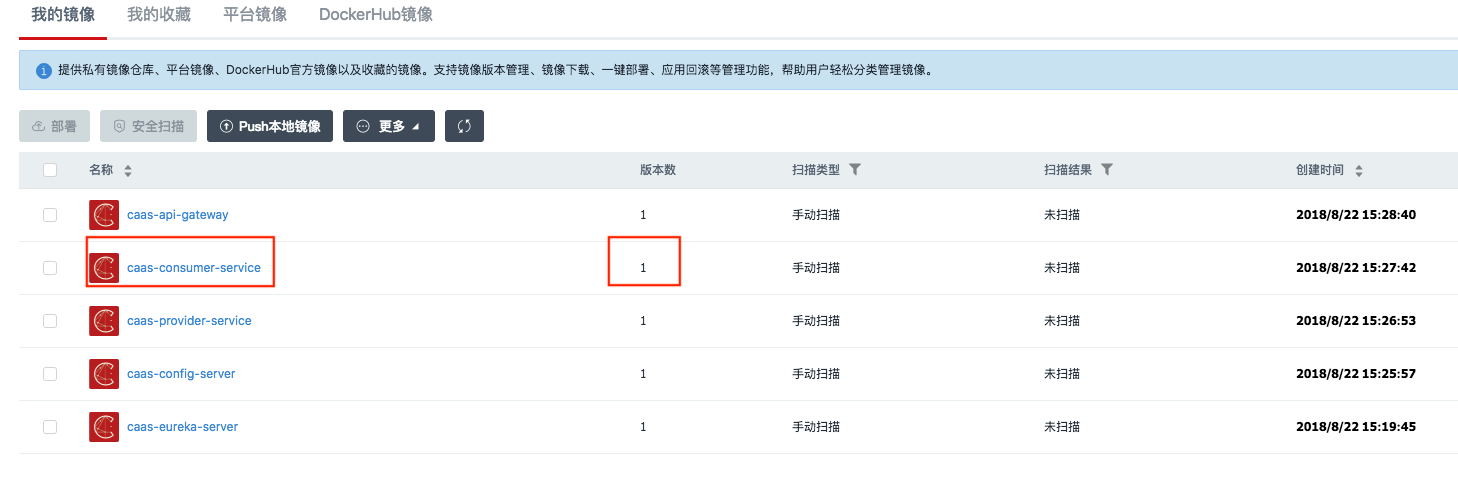 我的镜像 我的收藏 平台镜像 DockerHub镜像
提供私有镜像仓库、平台镜像、DockerHub官方镜像以及收藏的镜像。支持镜像版本管理、镜像下载、一键部署、应用回滚等管理功能，帮助用户轻松分类管理镜像。
部署 安全扫描 Push本地镜像 更多
名称 版本数 扫描类型 扫描结果 创建时间
caas-api-gateway 1 手动扫描 未扫描 2018/8/22 15:28:40
caas-consumer-service 1 手动扫描 未扫描 2018/8/22 15:27:42
caas-provider-service 1 手动扫描 未扫描 2018/8/22 15:26:53
caas-config-server 1 手动扫描 未扫描 2018/8/22 15:25:57
caas-eureka-server 1 手动扫描 未扫描 2018/8/22 15:19:45